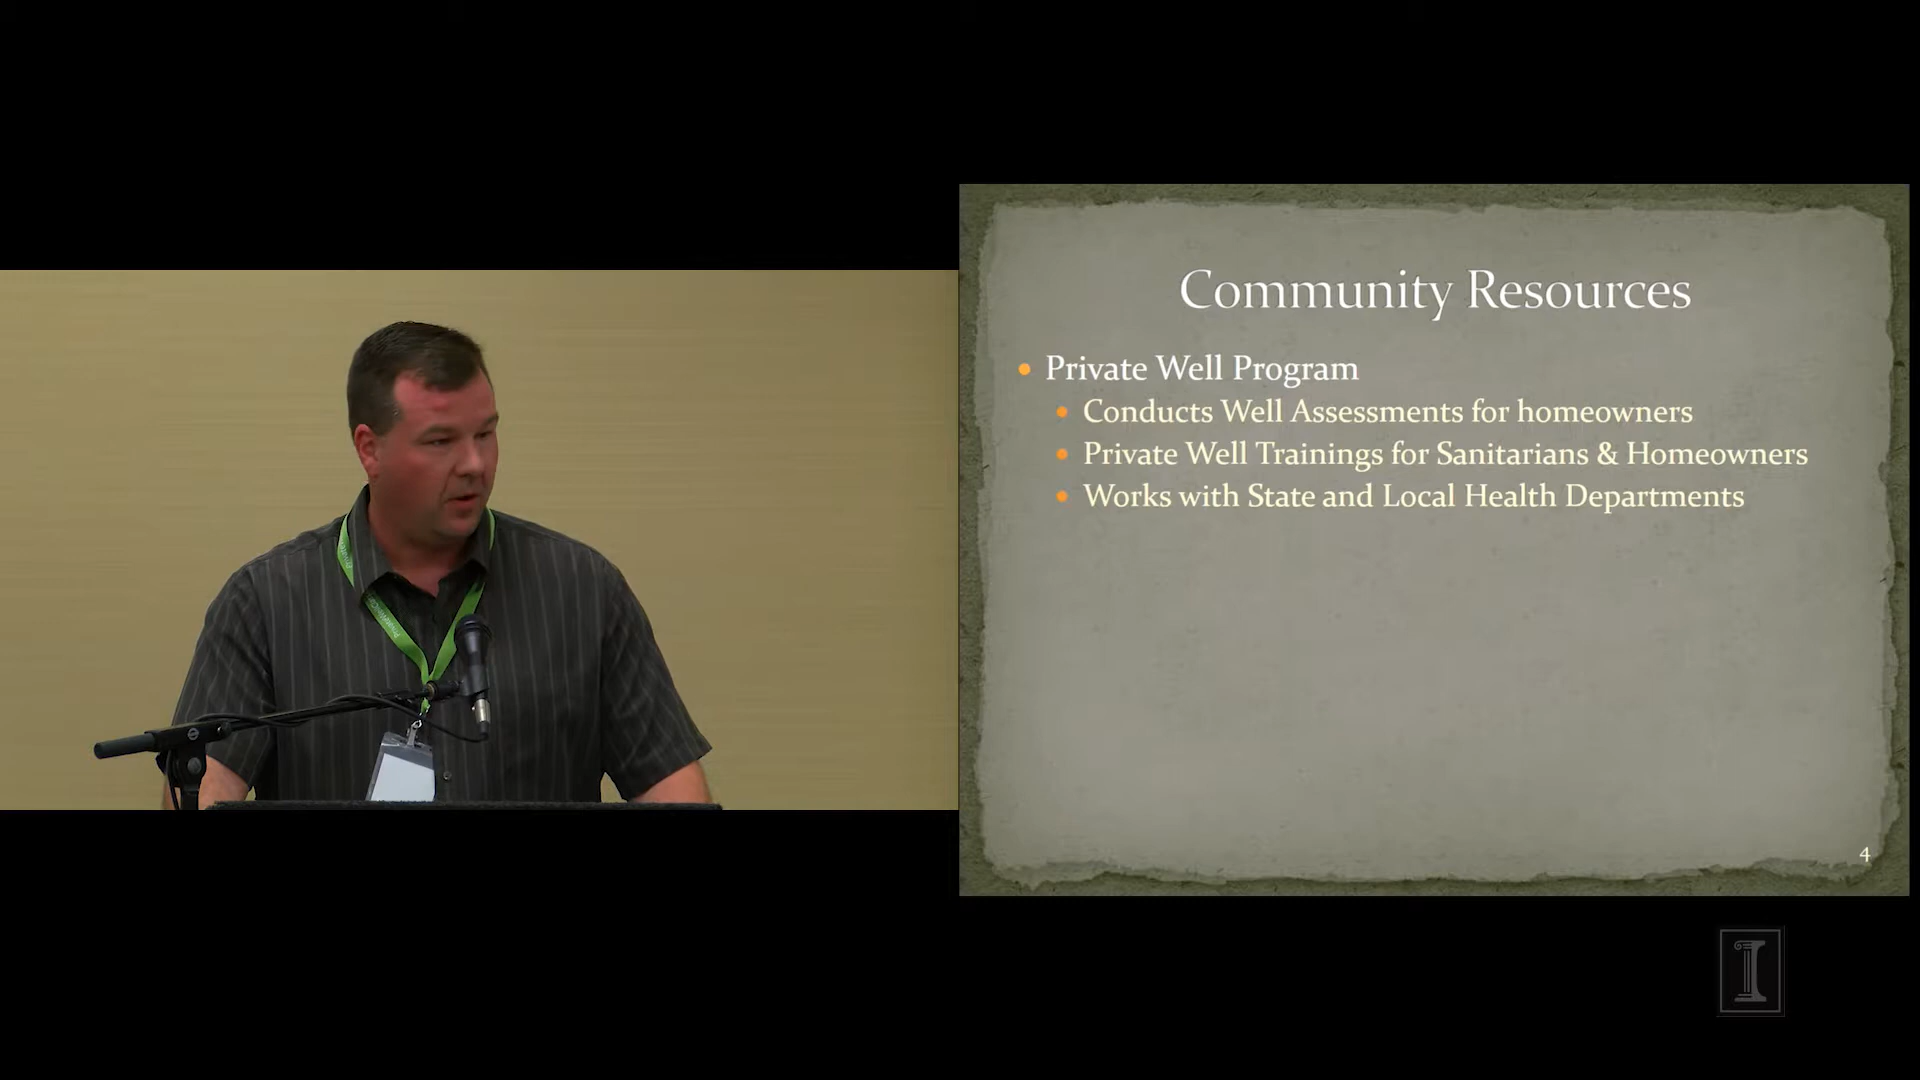 Community Resources
Private Well Program
Conducts Well Assessments for homeowners
Private Well Trainings for Sanitarians & Homeowners
Works with State and Local Health Departments
4
I